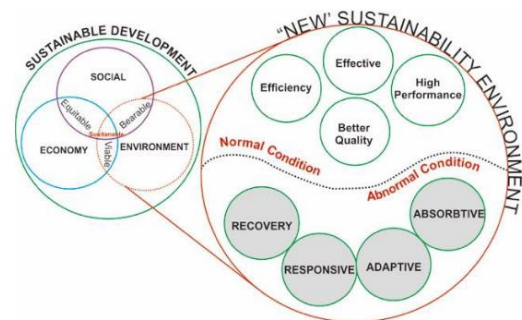 SUSTAINABLE DEVELOPMENT
SOCIAL
Equitable
Bearable
Sustainable
ECONOMY
Viable
ENVIRONMENT
“NEW’ SUSTAINABILITY ENVIRONMENT
Effective
Efficiency
High
Performance
Better
Quality
Normal Condition
Abnormal Condition
ABSORBTIVE
RECOVERY
RESPONSIVE
ADAPTIVE